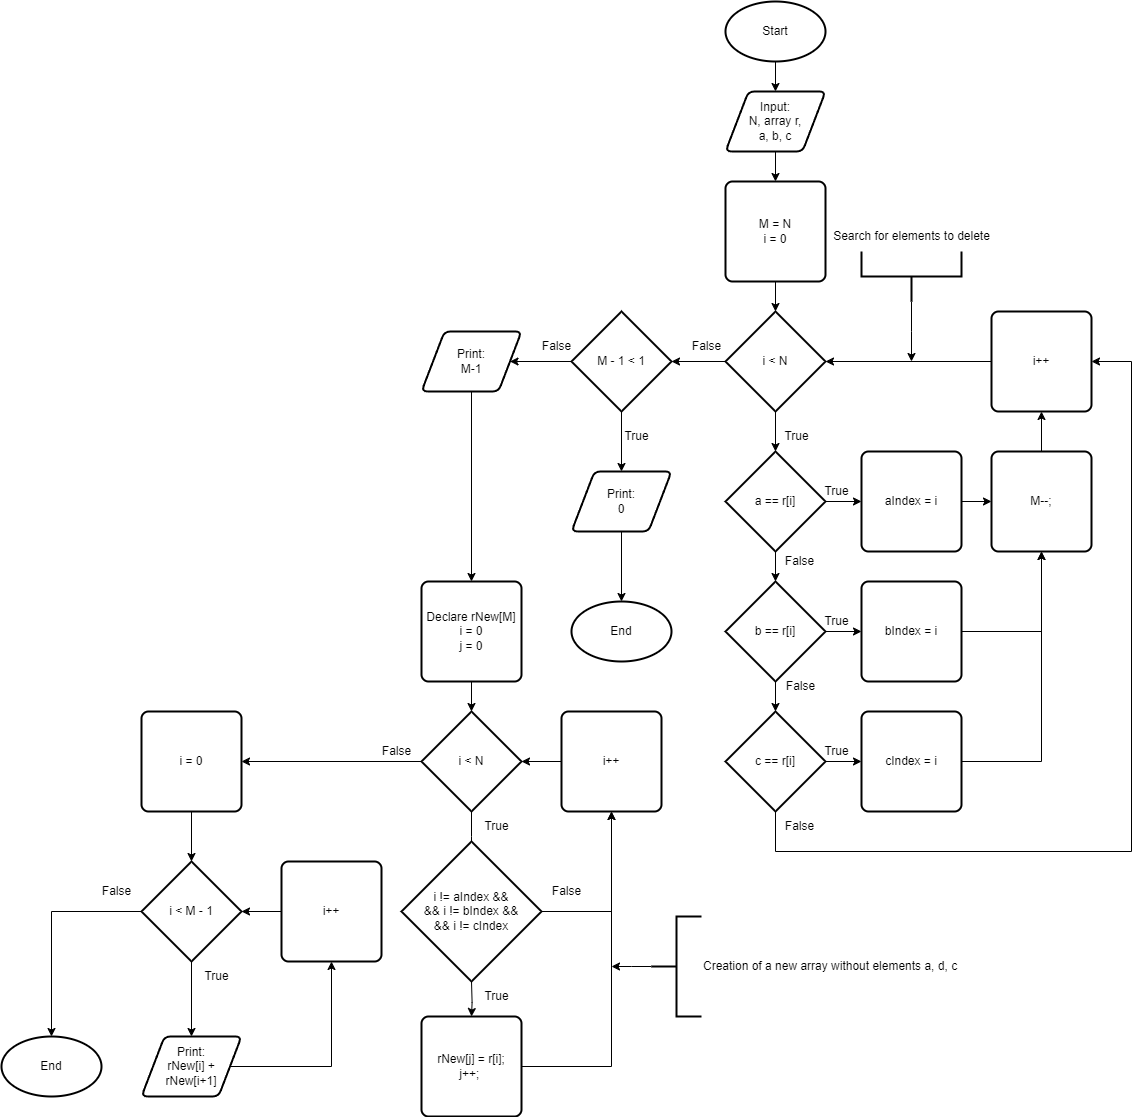 Start
Input:
N, array r,
a, b, c
M = N
i = 0
Search for elements to delete
i < N
False
M - 1 < 1
False
Print:
M-1
i++
True
True
a == r[i]
True
aIndex = i
M--;
Print:
0
False
End
b == r[i]
True
bIndex = i
False
Declare rNew[M]
i = 0
j = 0
c == r[i]
True
cIndex = i
False
i < N
i++
False
i = 0
True
i != aIndex &&
&& i != bIndex &&
&& i != cIndex
False
i < M - 1
False
i++
True
True
Creation of a new array without elements a, d, c
rNew[j] = r[i];
j++;
Print:
rNew[i] +
rNew[i+1]
End